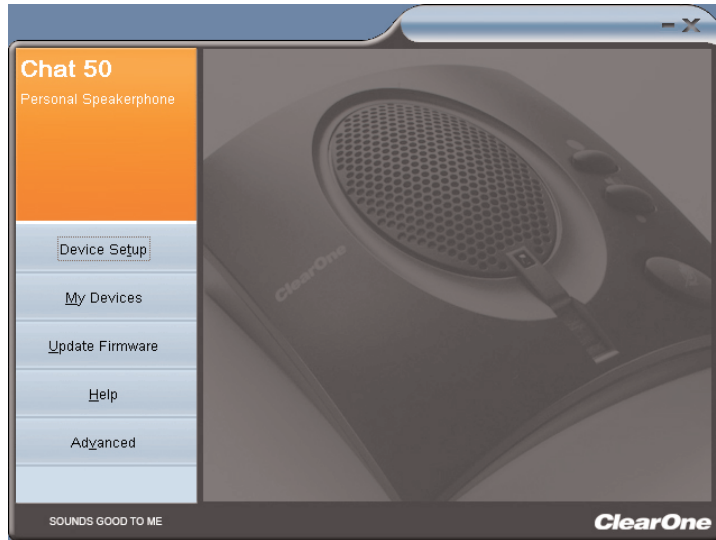 Chat 50
Personal Speakerphone
Device Setup
My Devices
Update Firmware
Help
Advanced
ClearOne
SOUNDS GOOD TO ME
ClearOne